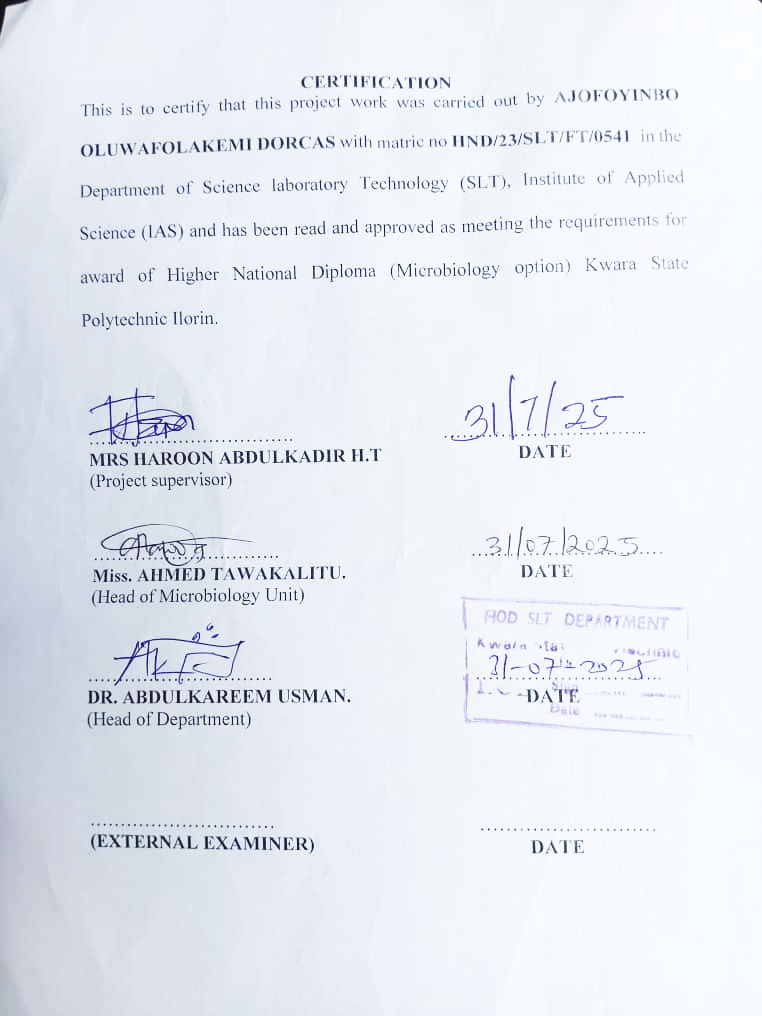 CERTIFICATION
This is to certify that this project work was carried out by AJOFOYINBO
OLUWAFOLAKEMI DORCAS with matric no HND/23/SLT/FT/0541 in the
Department of Science laboratory Technology (SLT), Institute of Applied
Science (IAS) and has been read and approved as meeting the requirements for
award of Higher National Diploma (Microbiology option) Kwara State
Polytechnic Ilorin.
31/7/25
MRS HAROON ABDULKADIR H.T DATE
(Project supervisor)
31/07/2025
Miss. AHMED TAWAKALITU. DATE
(Head of Microbiology Unit)
HOD SLT DEPARTMENT
Kwara
31-07-2025
DR. ABDULKAREEM USMAN. DATE
(Head of Department) Date
(EXTERNAL EXAMINER) DATE